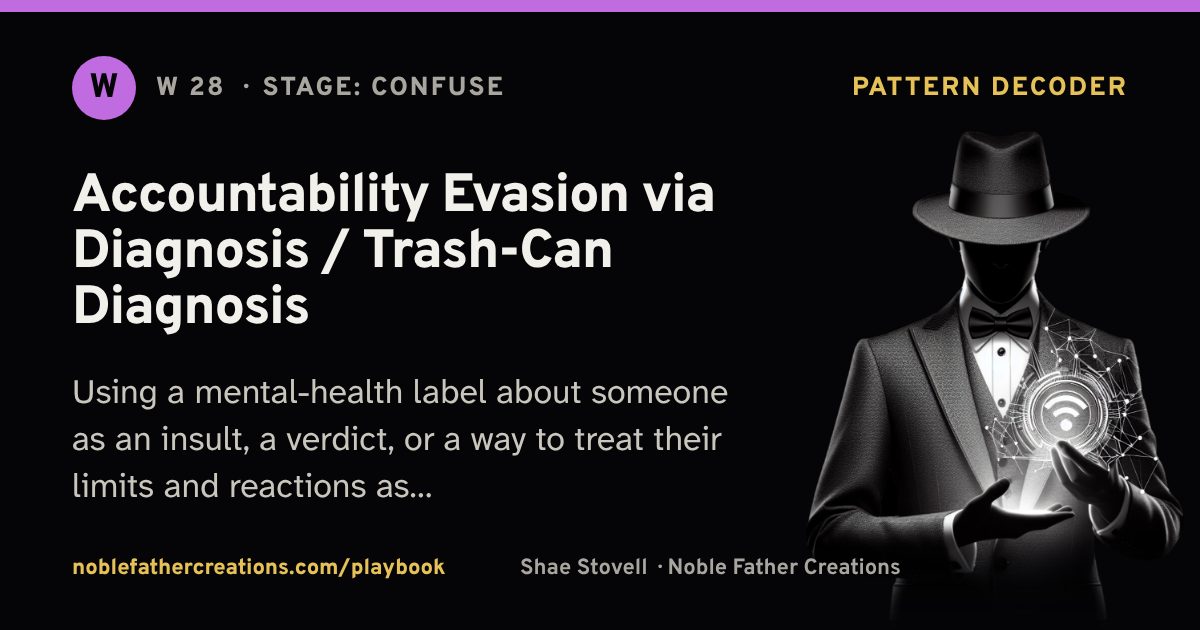 W
W 28 · STAGE: CONFUSE
PATTERN DECODER
Accountability Evasion via
Diagnosis / Trash-Can
Diagnosis
Using a mental-health label about someone
as an insult, a verdict, or a way to treat their
limits and reactions as...
noblefathercreations.com/playbook
Shae Stovell · Noble Father Creations